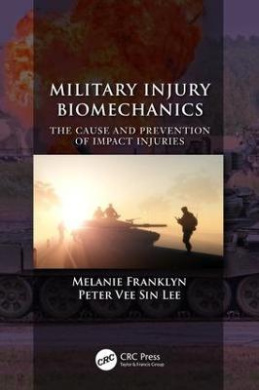 MILITARY INJURY
BIOMECHANICS
THE CAUSE AND PREVENTION
OF IMPACT INJURIES
MELANIE FRANKLYN
PETER VEE SIN LEE
CRC
CRC Press
Taylor & Francis Group